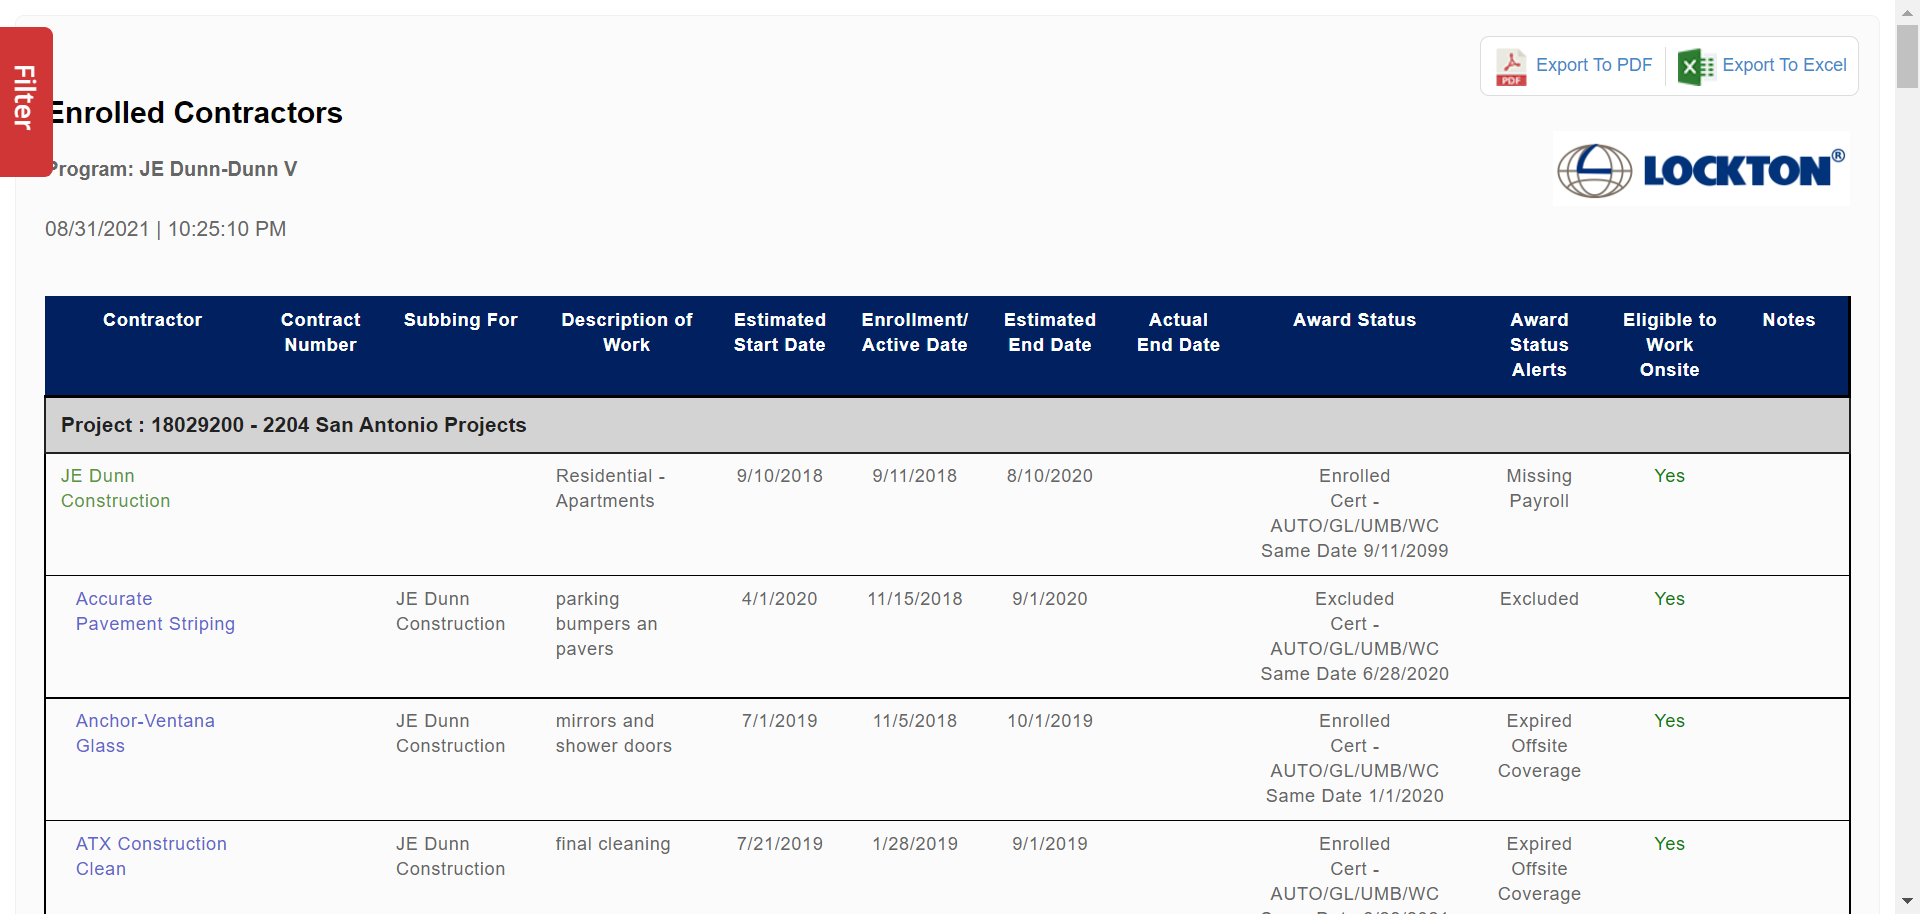 Filter
Export To PDF
Export To Excel
PDF
Enrolled Contractors
Program: JE Dunn-Dunn V
LOCKTON®
08/31/2021 | 10:25:10 PM
Contractor
Contract
Number
Subbing For
Description of
Work
Estimated
Start Date
Enrollment/
Active Date
Estimated
End Date
Actual
End Date
Award Status
Award
Status
Alerts
Eligible to
Work
Onsite
Notes
Project : 18029200 - 2204 San Antonio Projects
JE Dunn
Construction
Residential -
Apartments
9/10/2018
9/11/2018
8/10/2020
Enrolled
Cert -
AUTO/GL/UMB/WC
Same Date 9/11/2099
Missing
Payroll
Yes
Accurate
Pavement Striping
JE Dunn
Construction
parking
bumpers an
pavers
4/1/2020
11/15/2018
9/1/2020
Excluded
Cert -
AUTO/GL/UMB/WC
Same Date 6/28/2020
Excluded
Yes
Anchor-Ventana
Glass
JE Dunn
Construction
mirrors and
shower doors
7/1/2019
11/5/2018
10/1/2019
Enrolled
Cert -
AUTO/GL/UMB/WC
Same Date 1/1/2020
Expired
Offsite
Coverage
Yes
ATX Construction
Clean
JE Dunn
Construction
final cleaning
7/21/2019
1/28/2019
9/1/2019
Enrolled
Cert -
AUTO/GL/UMB/WC
Expired
Offsite
Coverage
Yes